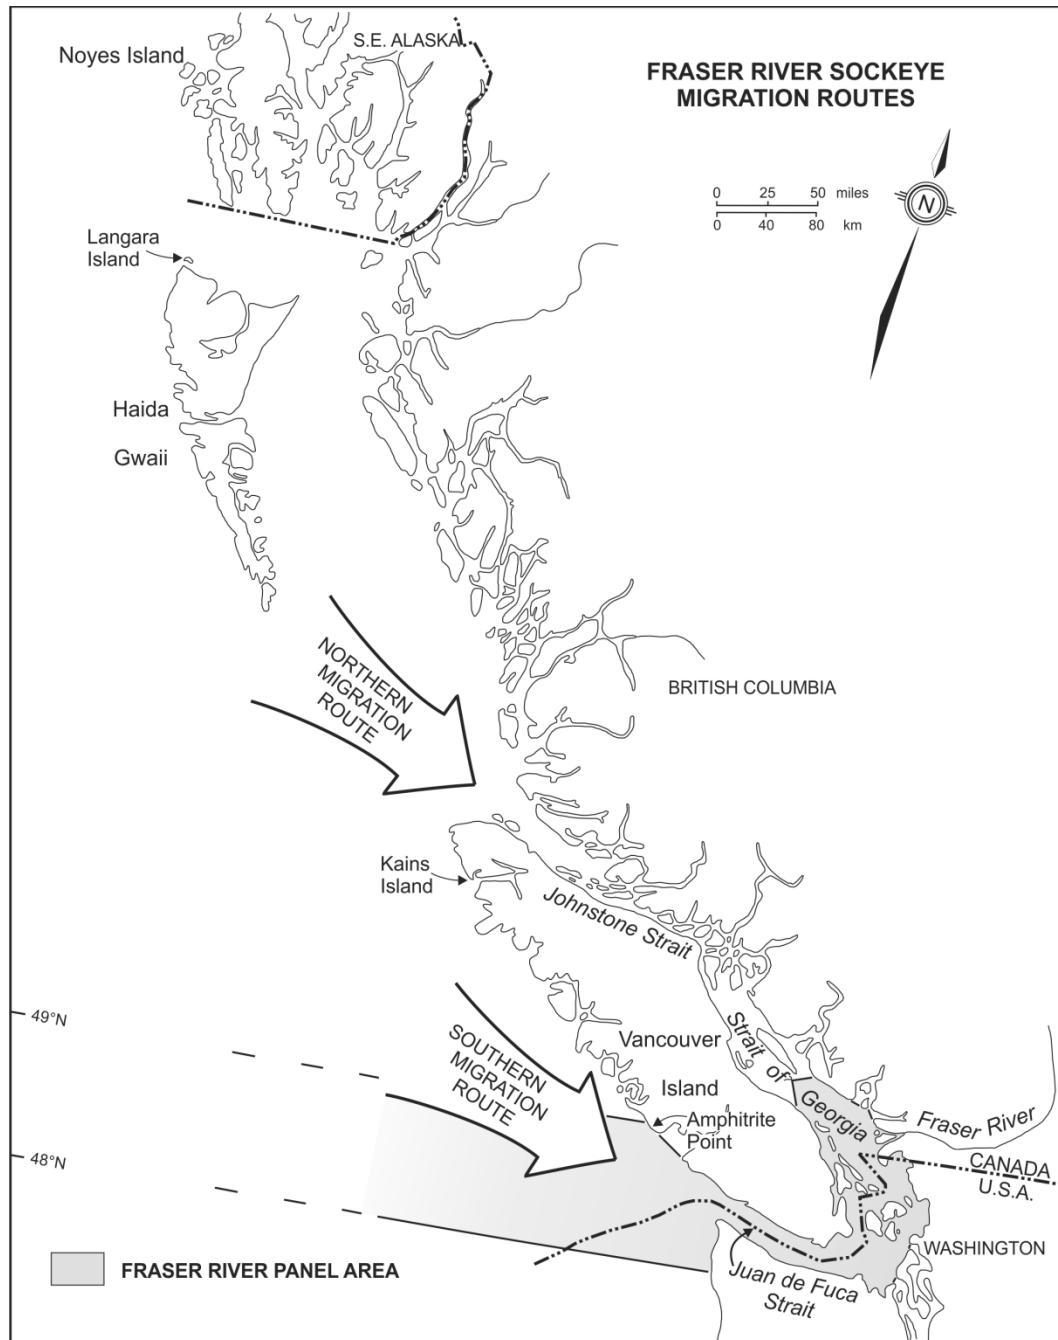 Noyes Island
S.E. ALASKA
FRASER RIVER SOCKEYE
MIGRATION ROUTES
0 25 50 miles
0 40 80 km
N
Langara
Island
Haida
Gwaii
NORTHERN
MIGRATION
ROUTE
BRITISH COLUMBIA
Kains
Island
Johnstone Strait
49°N
SOUTHERN
MIGRATION
ROUTE
Vancouver
Island
Strait of
Georgia
Amphitrite
Point
Fraser River
48°N
CANADA
U.S.A.
WASHINGTON
FRASER RIVER PANEL AREA
Juan de Fuca
Strait